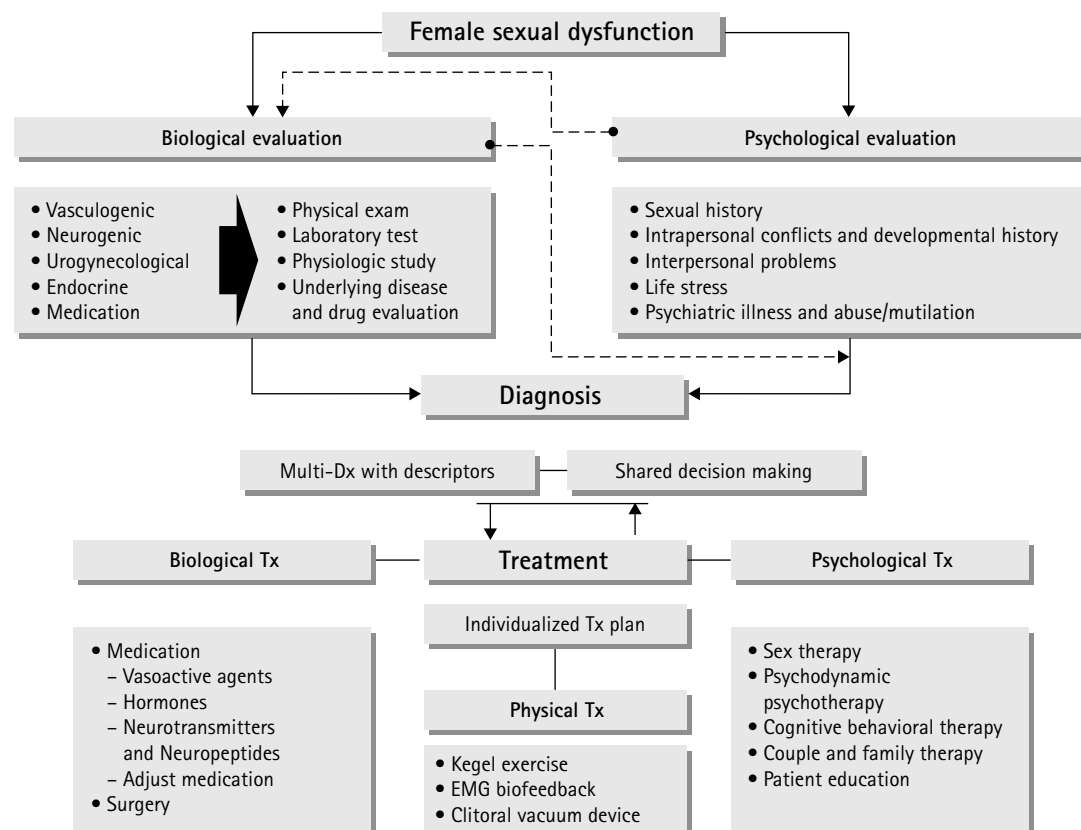 Female sexual dysfunction
Biological evaluation
Psychological evaluation
• Vasculogenic
• Neurogenic
• Urogynecological
• Endocrine
• Medication
• Physical exam
• Laboratory test
• Physiologic study
• Underlying disease
and drug evaluation
• Sexual history
• Intrapersonal conflicts and developmental history
• Interpersonal problems
• Life stress
• Psychiatric illness and abuse/mutilation
Diagnosis
Multi-Dx with descriptors
Shared decision making
Biological Tx
Treatment
Psychological Tx
Individualized Tx plan
• Medication
– Vasoactive agents
– Hormones
– Neurotransmitters
and Neuropeptides
– Adjust medication
• Surgery
Physical Tx
• Kegel exercise
• EMG biofeedback
• Clitoral vacuum device
• Sex therapy
• Psychodynamic
psychotherapy
• Cognitive behavioral therapy
• Couple and family therapy
• Patient education